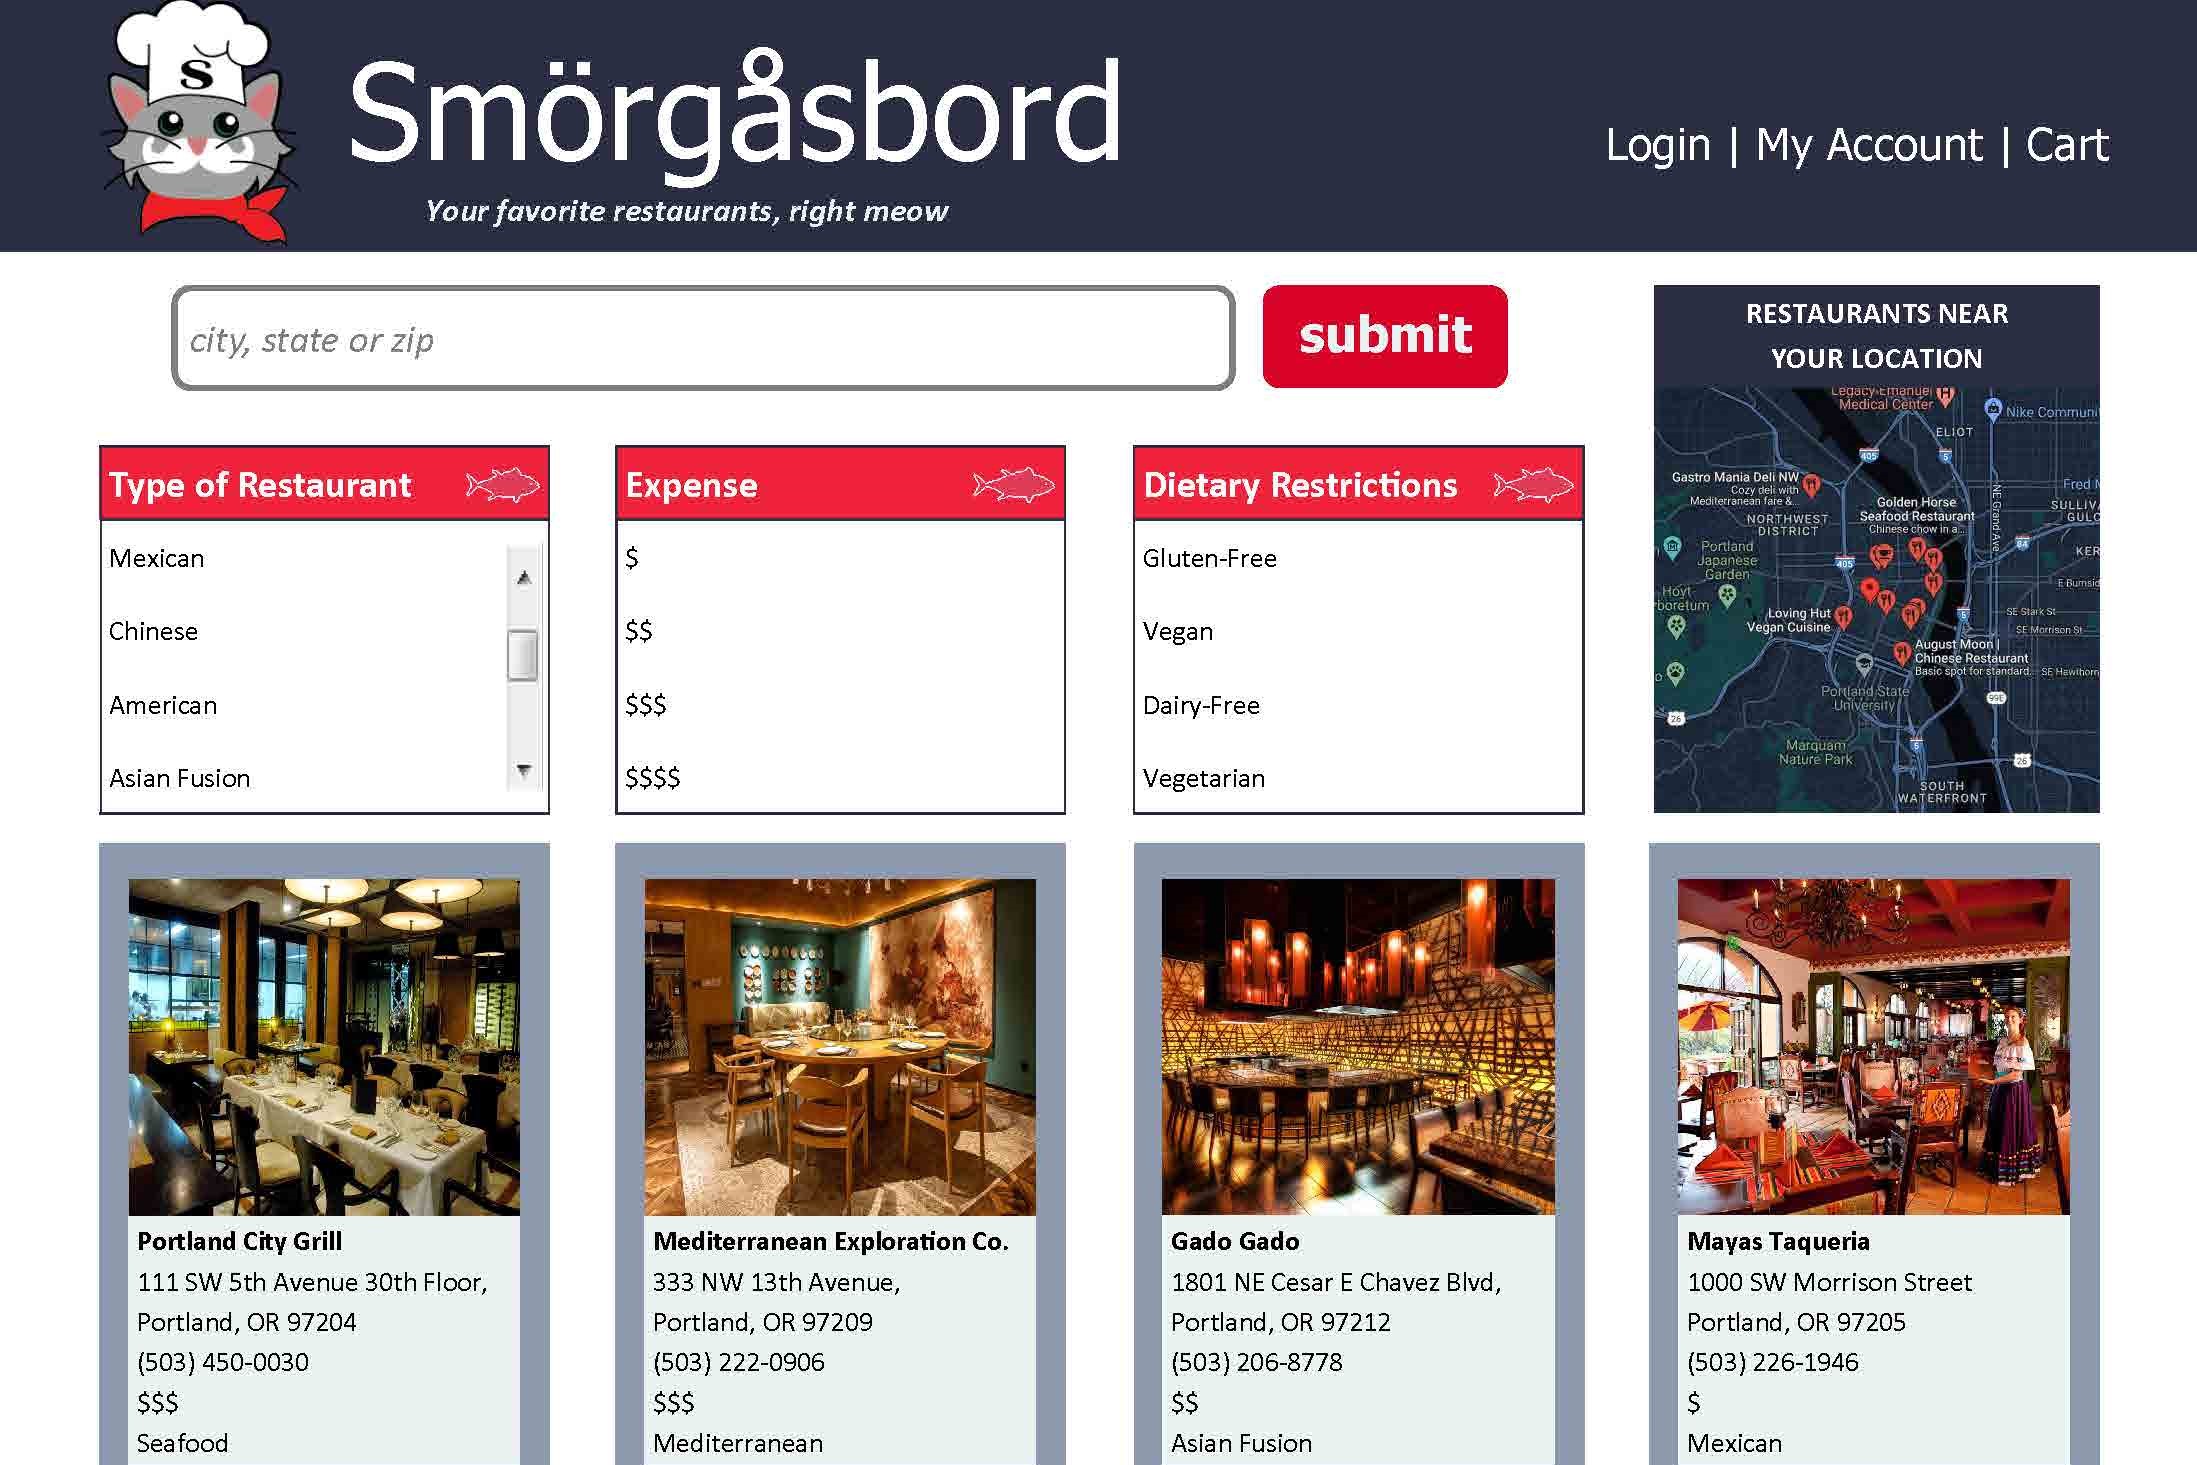 S
Smörgåsbord
Your favorite restaurants, right meow
Login | My Account | Cart
city, state or zip
submit
RESTAURANTS NEAR
YOUR LOCATION
Type of Restaurant
Mexican
Chinese
American
Asian Fusion
Expense
$
$$
$$$
$$$$
Dietary Restrictions
Gluten-Free
Vegan
Dairy-Free
Vegetarian
Legacy Emanuel
Medical Center
H
Nike Communi
ELIOT
405
5
Gastro Mania Deli NW
Cozy deli with
Mediterranean fare &...
Golden Horse
Seafood Restaurant
Chinese chow in a...
NE Grand Ave
Fred M
SULLIV
GULC
NORTHWEST
DISTRICT
Portland
Japanese
Garden
84
KER
405
E Burnsid
Hoyt
rboretum
Loving Hut
Vegan Cuisine
5
SE Stark St
SE Morrison St
August Moon |
Chinese Restaurant
Basic spot for standard...
SE Hawthorn
o
Portland State
University
99E
26
Marquam
Nature Park
5
26
SOUTH
WATERFRONT
Portland City Grill
111 SW 5th Avenue 30th Floor,
Portland, OR 97204
(503) 450-0030
$$$
Seafood
Mediterranean Exploration Co.
333 NW 13th Avenue,
Portland, OR 97209
(503) 222-0906
$$$
Mediterranean
Gado Gado
1801 NE Cesar E Chavez Blvd,
Portland, OR 97212
(503) 206-8778
$$
Asian Fusion
Mayas Taqueria
1000 SW Morrison Street
Portland, OR 97205
(503) 226-1946
$
Mexican